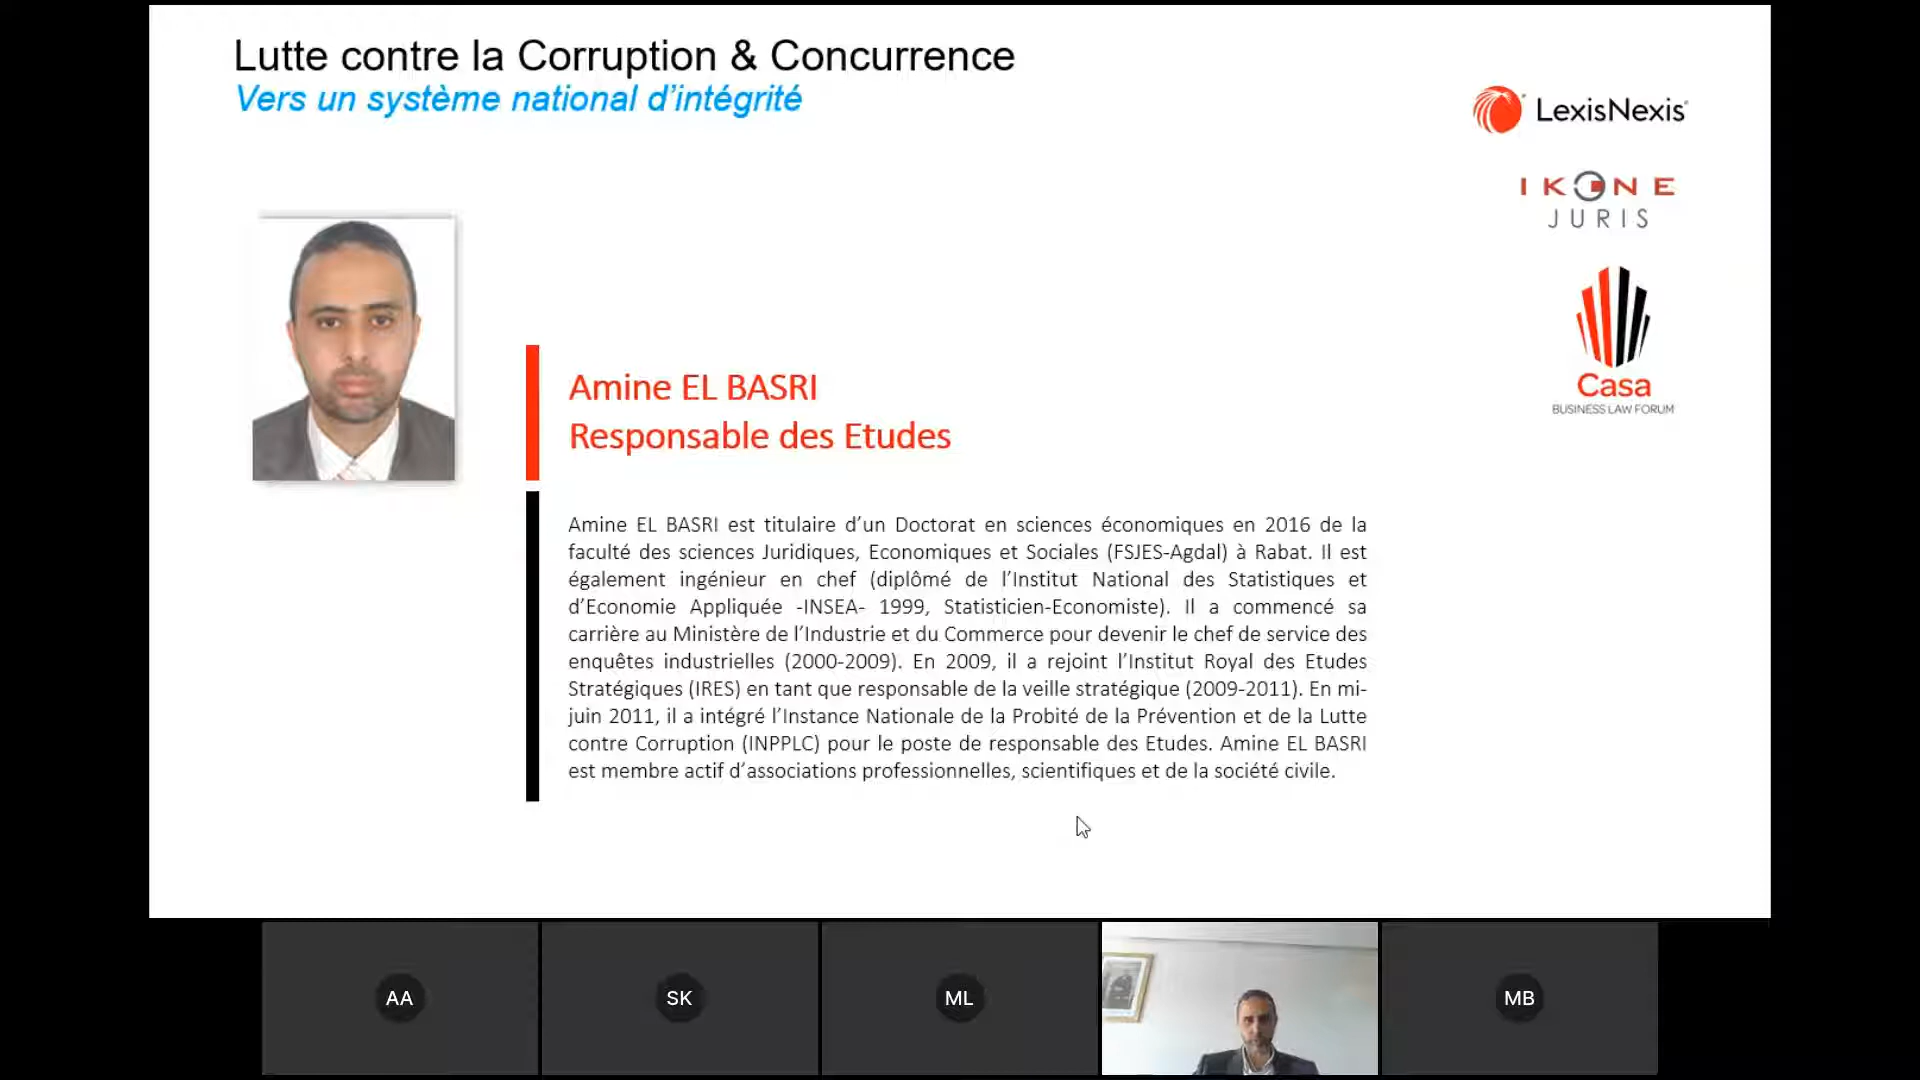 Lutte contre la Corruption & Concurrence
Vers un système national d’intégrité
LexisNexis
IKONE
JURIS
Casa
BUSINESS LAW FORUM
Amine EL BASRI
Responsable des Etudes
Amine EL BASRI est titulaire d’un Doctorat en sciences économiques en 2016 de la
faculté des sciences Juridiques, Economiques et Sociales (FSJES-Agdal) à Rabat. Il est
également ingénieur en chef (diplômé de l’Institut National des Statistiques et
d’Economie Appliquée -INSEA- 1999, Statisticien-Economiste). Il a commencé sa
carrière au Ministère de l’Industrie et du Commerce pour devenir le chef de service des
enquêtes industrielles (2000-2009). En 2009, il a rejoint l’Institut Royal des Etudes
Stratégiques (IRES) en tant que responsable de la veille stratégique (2009-2011). En mi-
juin 2011, il a intégré l’Instance Nationale de la Probité de la Prévention et de la Lutte
contre Corruption (INPPLC) pour le poste de responsable des Etudes. Amine EL BASRI
est membre actif d’associations professionnelles, scientifiques et de la société civile.
AA
SK
ML
MB